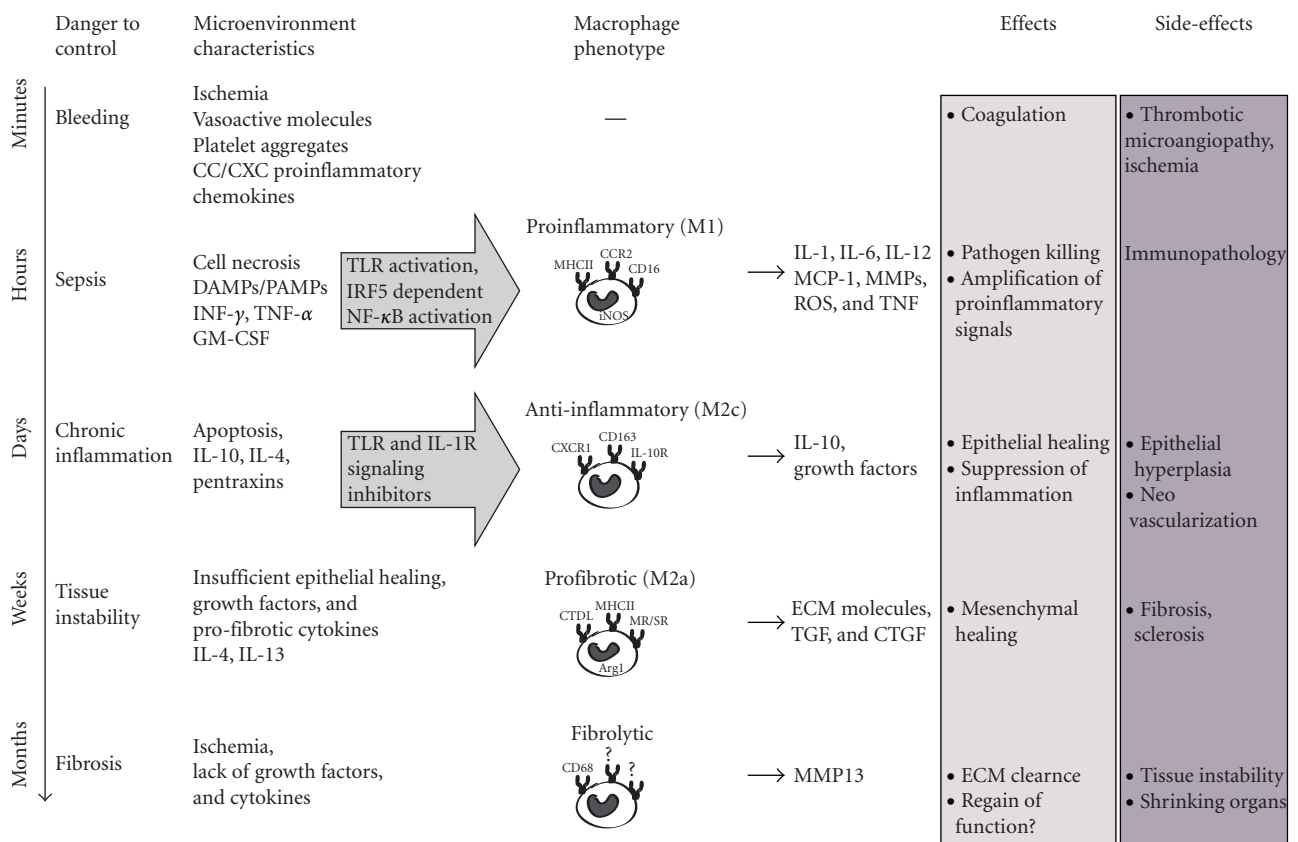 Danger to
control
Microenvironment
characteristics
Macrophage
phenotype
Effects
Side-effects
Minutes
Bleeding
Ischemia
Vasoactive molecules
Platelet aggregates
CC/CXC proinflammatory
chemokines
—
• Coagulation
• Thrombotic
microangiopathy,
ischemia
Hours
Sepsis
Cell necrosis
DAMPs/PAMPs
INF-γ, TNF-α
GM-CSF
TLR activation,
IRF5 dependent
NF-κB activation
Proinflammatory (M1)
MHCII
CCR2
CD16
iNOS
IL-1, IL-6, IL-12
MCP-1, MMPs,
ROS, and TNF
• Pathogen killing
• Amplification of
proinflammatory
signals
Immunopathology
Days
Chronic
inflammation
Apoptosis,
IL-10, IL-4,
pentraxins
TLR and IL-1R
signaling
inhibitors
Anti-inflammatory (M2c)
CXCR1
CD163
IL-10R
IL-10,
growth factors
• Epithelial healing
• Suppression of
inflammation
• Epithelial
hyperplasia
• Neo
vascularization
Weeks
Tissue
instability
Insufficient epithelial healing,
growth factors, and
pro-fibrotic cytokines
IL-4, IL-13
Profibrotic (M2a)
CTDL
MHCII
MR/SR
Arg1
ECM molecules,
TGF, and CTGF
• Mesenchymal
healing
• Fibrosis,
sclerosis
Months
Fibrosis
Ischemia,
lack of growth factors,
and cytokines
Fibrolytic
CD68
?
?
MMP13
• ECM clearnce
• Regain of
function?
• Tissue instability
• Shrinking organs